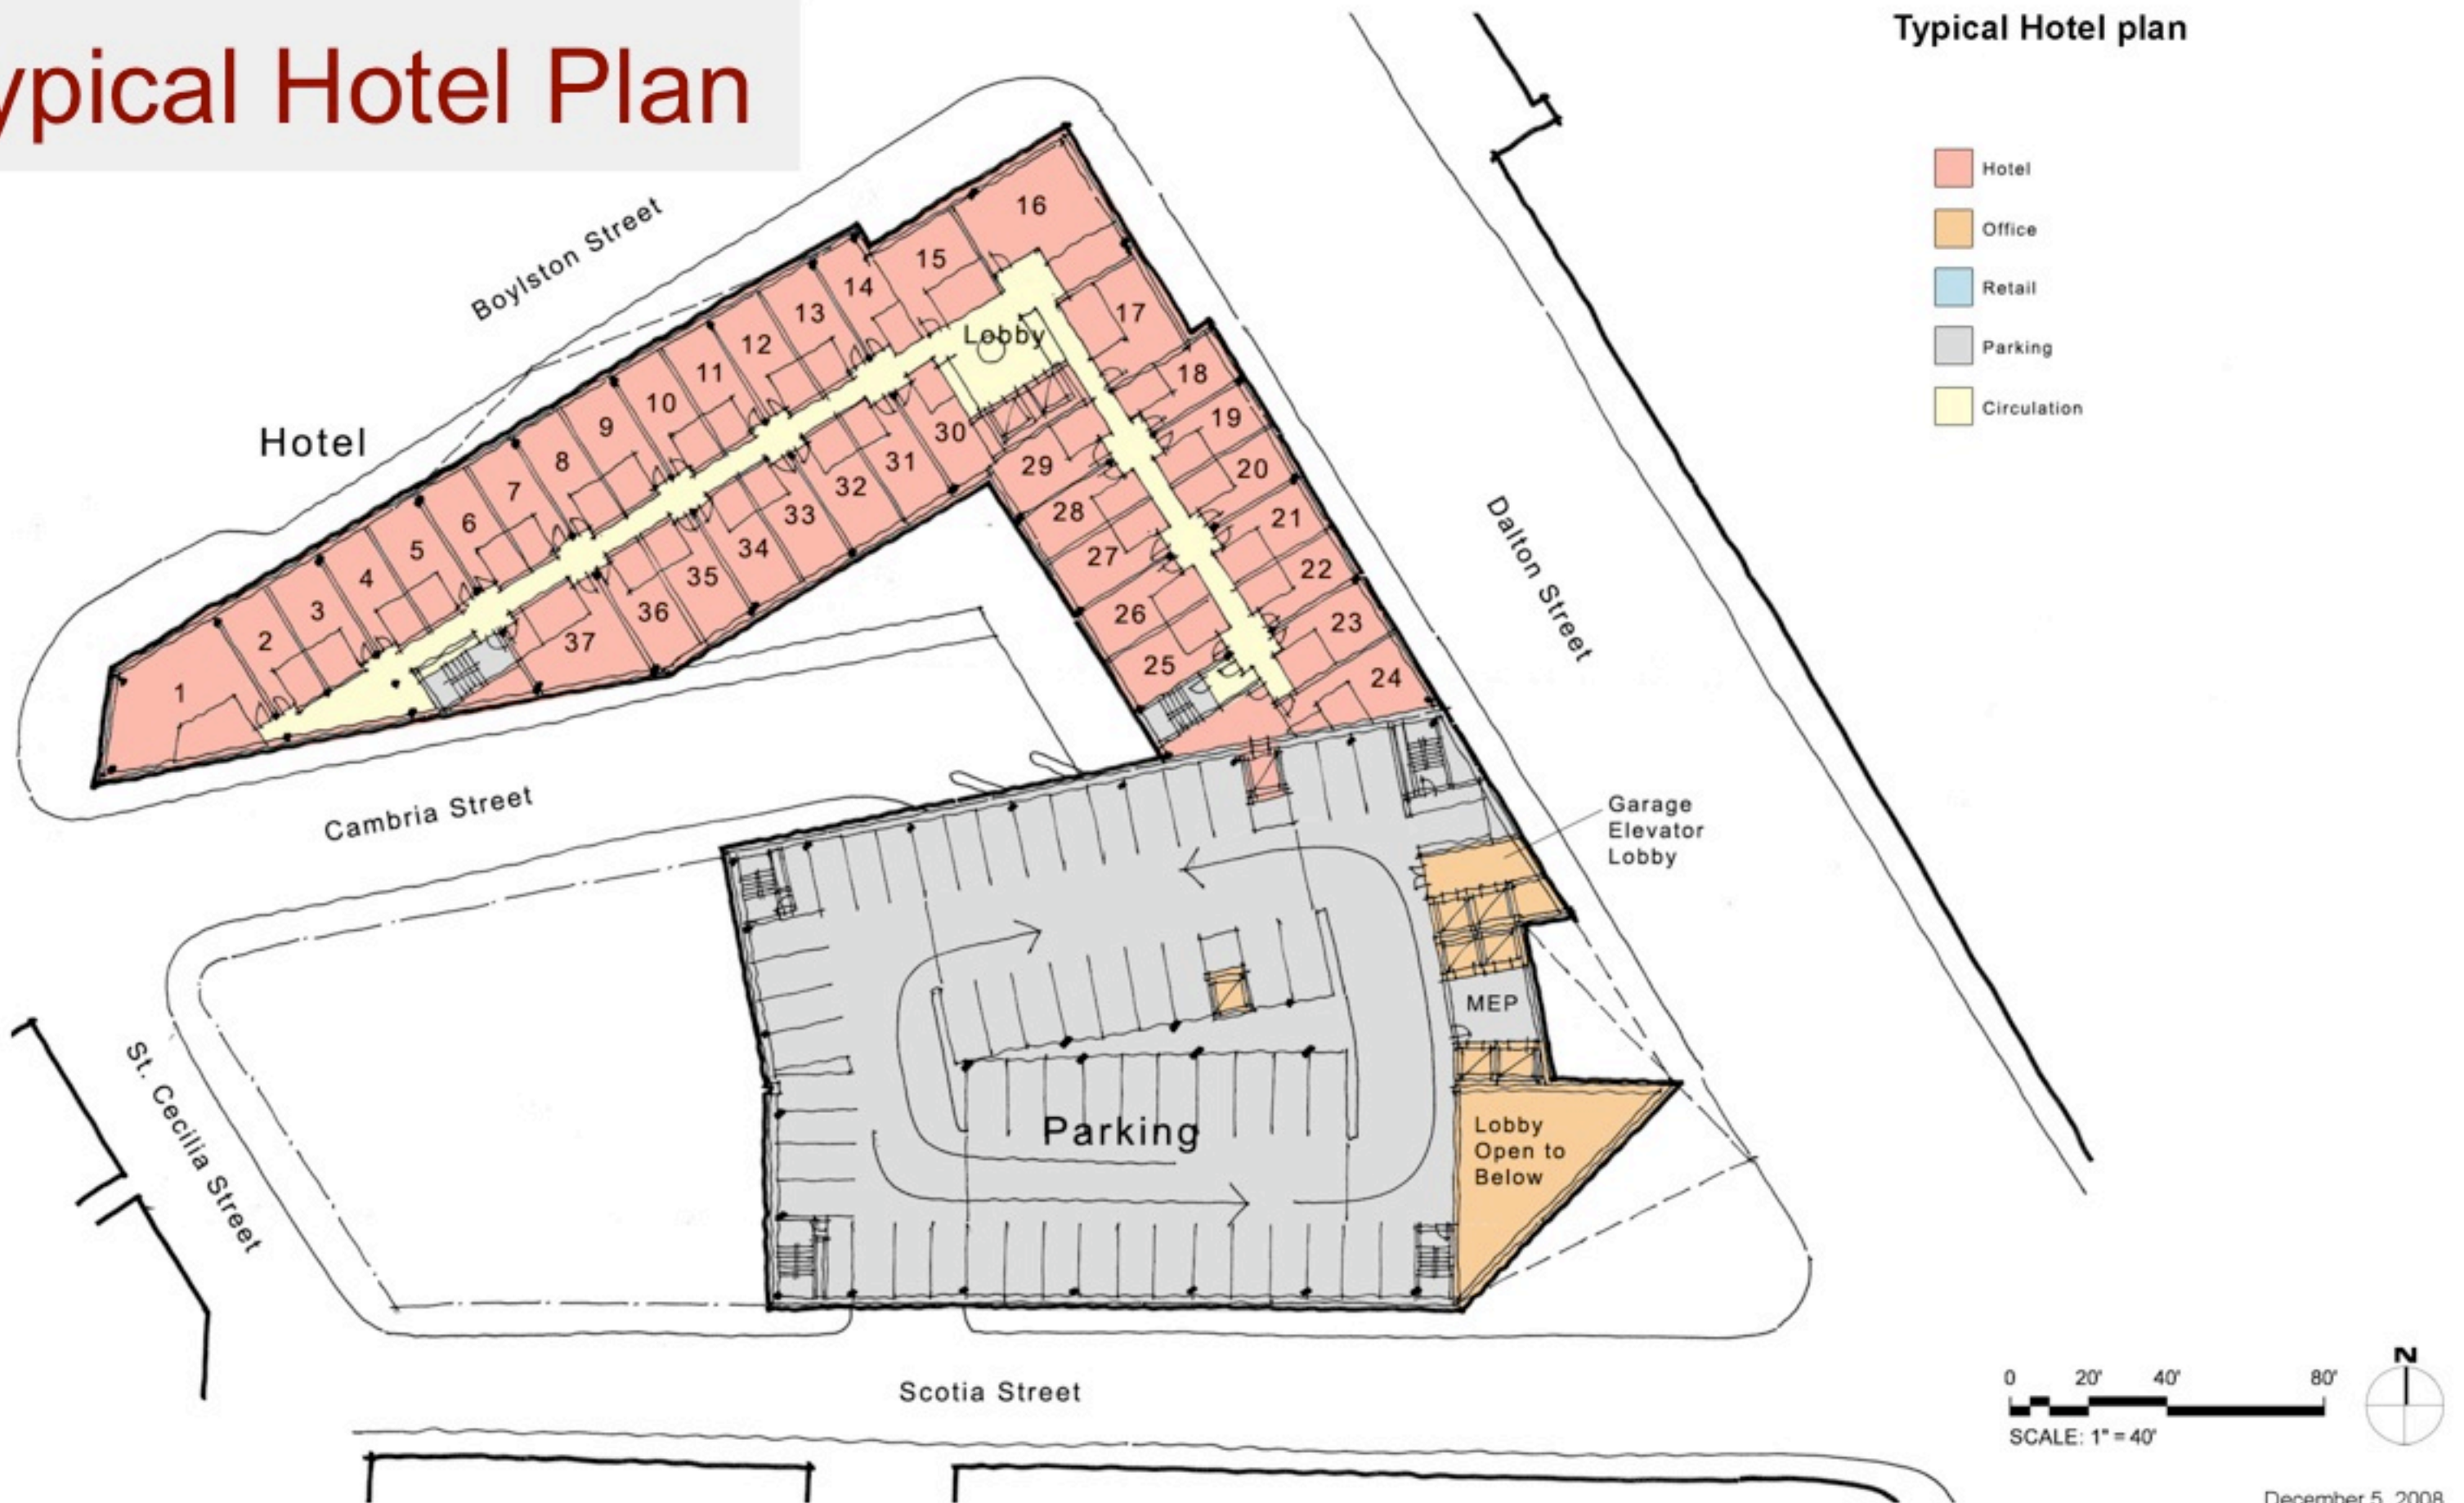 ypical Hotel Plan
Typical Hotel plan
Hotel
Office
Retail
Parking
Circulation
Boylston Street
Hotel
Lobby
1
2
3
4
5
6
7
8
9
10
11
12
13
14
15
16
17
18
19
20
21
22
23
24
25
26
27
28
29
30
31
32
33
34
35
36
37
Dalton Street
Cambria Street
Garage
Elevator
Lobby
MEP
Parking
Lobby
Open to
Below
St. Cecilia Street
Scotia Street
N
0 20' 40' 80'
SCALE: 1" = 40'
December 5, 2008